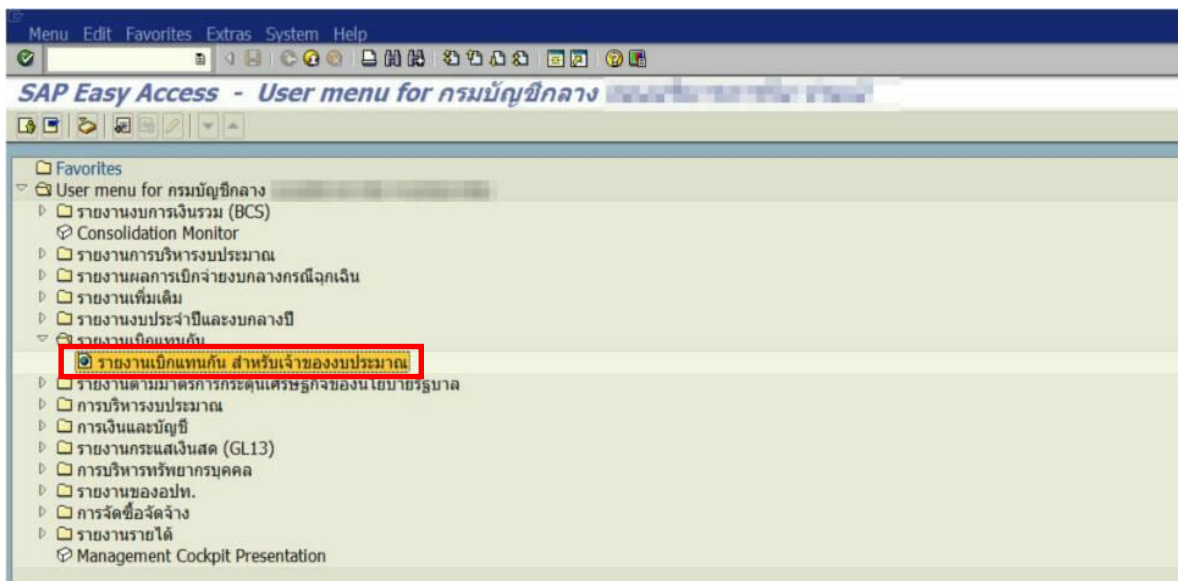 Menu Edit Favorites Extras System Help
SAP Easy Access - User menu for กรมบัญชีกลาง
Favorites
User menu for กรมบัญชีกลาง
รายงานงบการเงินรวม (BCS)
Consolidation Monitor
รายงานการบริหารงบประมาณ
รายงานผลการเบิกจ่ายงบกลางกรณีฉุกเฉิน
รายงานเพิ่มเติม
รายงานงบประจำปีและงบกลางปี
รายงานเบิกแทนกัน
รายงานเบิกแทนกัน สำหรับเจ้าของงบประมาณ
รายงานตามมาตรการกระตุ้นเศรษฐกิจของนโยบายรัฐบาล
การบริหารงบประมาณ
การเงินและบัญชี
รายงานกระแสเงินสด (GL13)
การบริหารทรัพยากรบุคคล
รายงานของอปท.
การจัดซื้อจัดจ้าง
รายงานรายได้
Management Cockpit Presentation